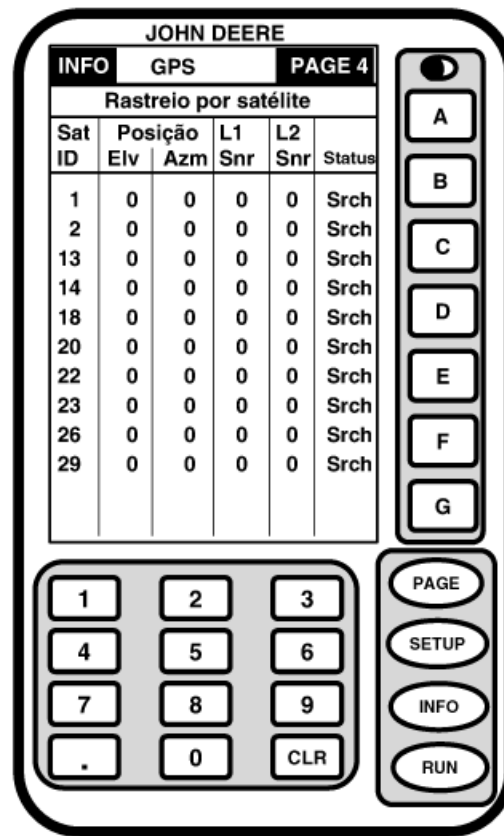 JOHN DEERE
INFO GPS PAGE 4
Rastreio por satélite
Sat Posição L1 L2
ID Elv Azm Snr Snr Status
1 0 0 0 0 Srch
2 0 0 0 0 Srch
13 0 0 0 0 Srch
14 0 0 0 0 Srch
18 0 0 0 0 Srch
20 0 0 0 0 Srch
22 0 0 0 0 Srch
23 0 0 0 0 Srch
26 0 0 0 0 Srch
29 0 0 0 0 Srch
A
B
C
D
E
F
G
1 2 3
4 5 6
7 8 9
. 0 CLR
PAGE
SETUP
INFO
RUN